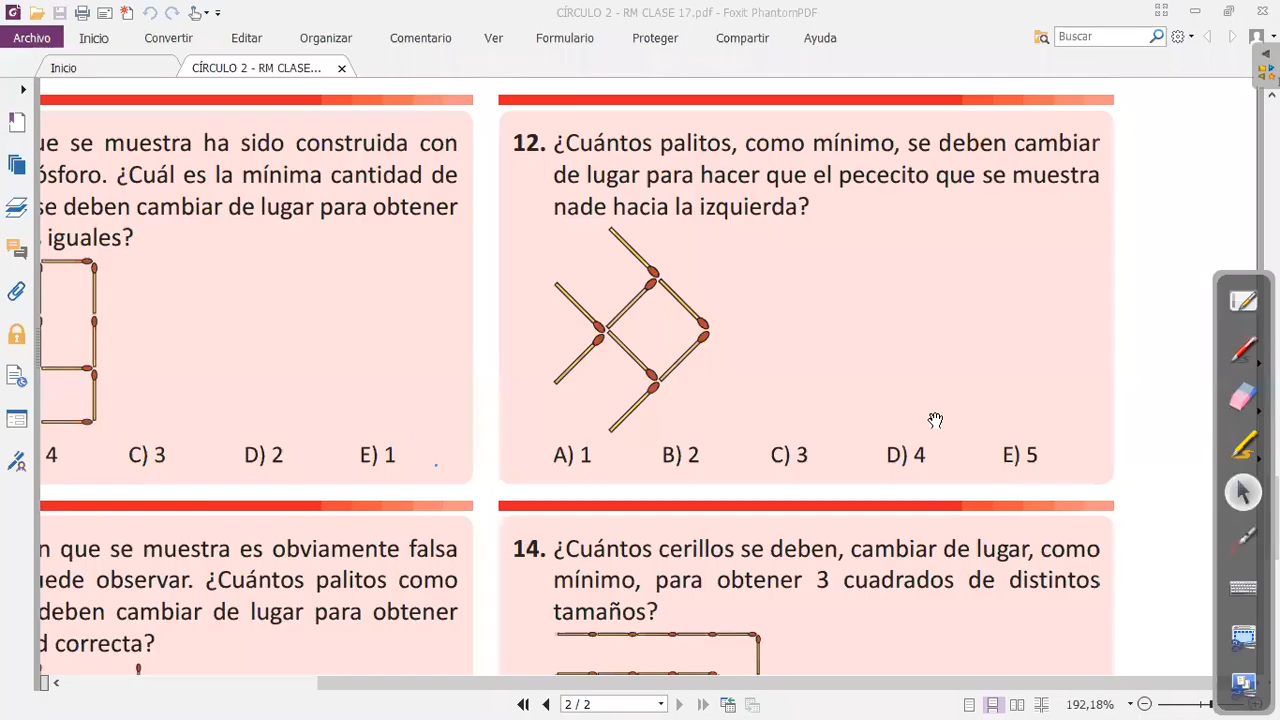 CÍRCULO 2 - RM CLASE 17.pdf - Foxit PhantomPDF
Archivo Inicio Convertir Editar Organizar Comentario Ver Formulario Proteger Compartir Ayuda
Buscar
Inicio CÍRCULO 2 - RM CLASE...
ue se muestra ha sido construida con
ósforo. ¿Cuál es la mínima cantidad de
se deben cambiar de lugar para obtener
iguales?
4 C) 3 D) 2 E) 1
12. ¿Cuántos palitos, como mínimo, se deben cambiar
de lugar para hacer que el pececito que se muestra
nade hacia la izquierda?
A) 1 B) 2 C) 3 D) 4 E) 5
n que se muestra es obviamente falsa
uede observar. ¿Cuántos palitos como
deben cambiar de lugar para obtener
d correcta?
14. ¿Cuántos cerillos se deben, cambiar de lugar, como
mínimo, para obtener 3 cuadrados de distintos
tamaños?
2 / 2
192,18%